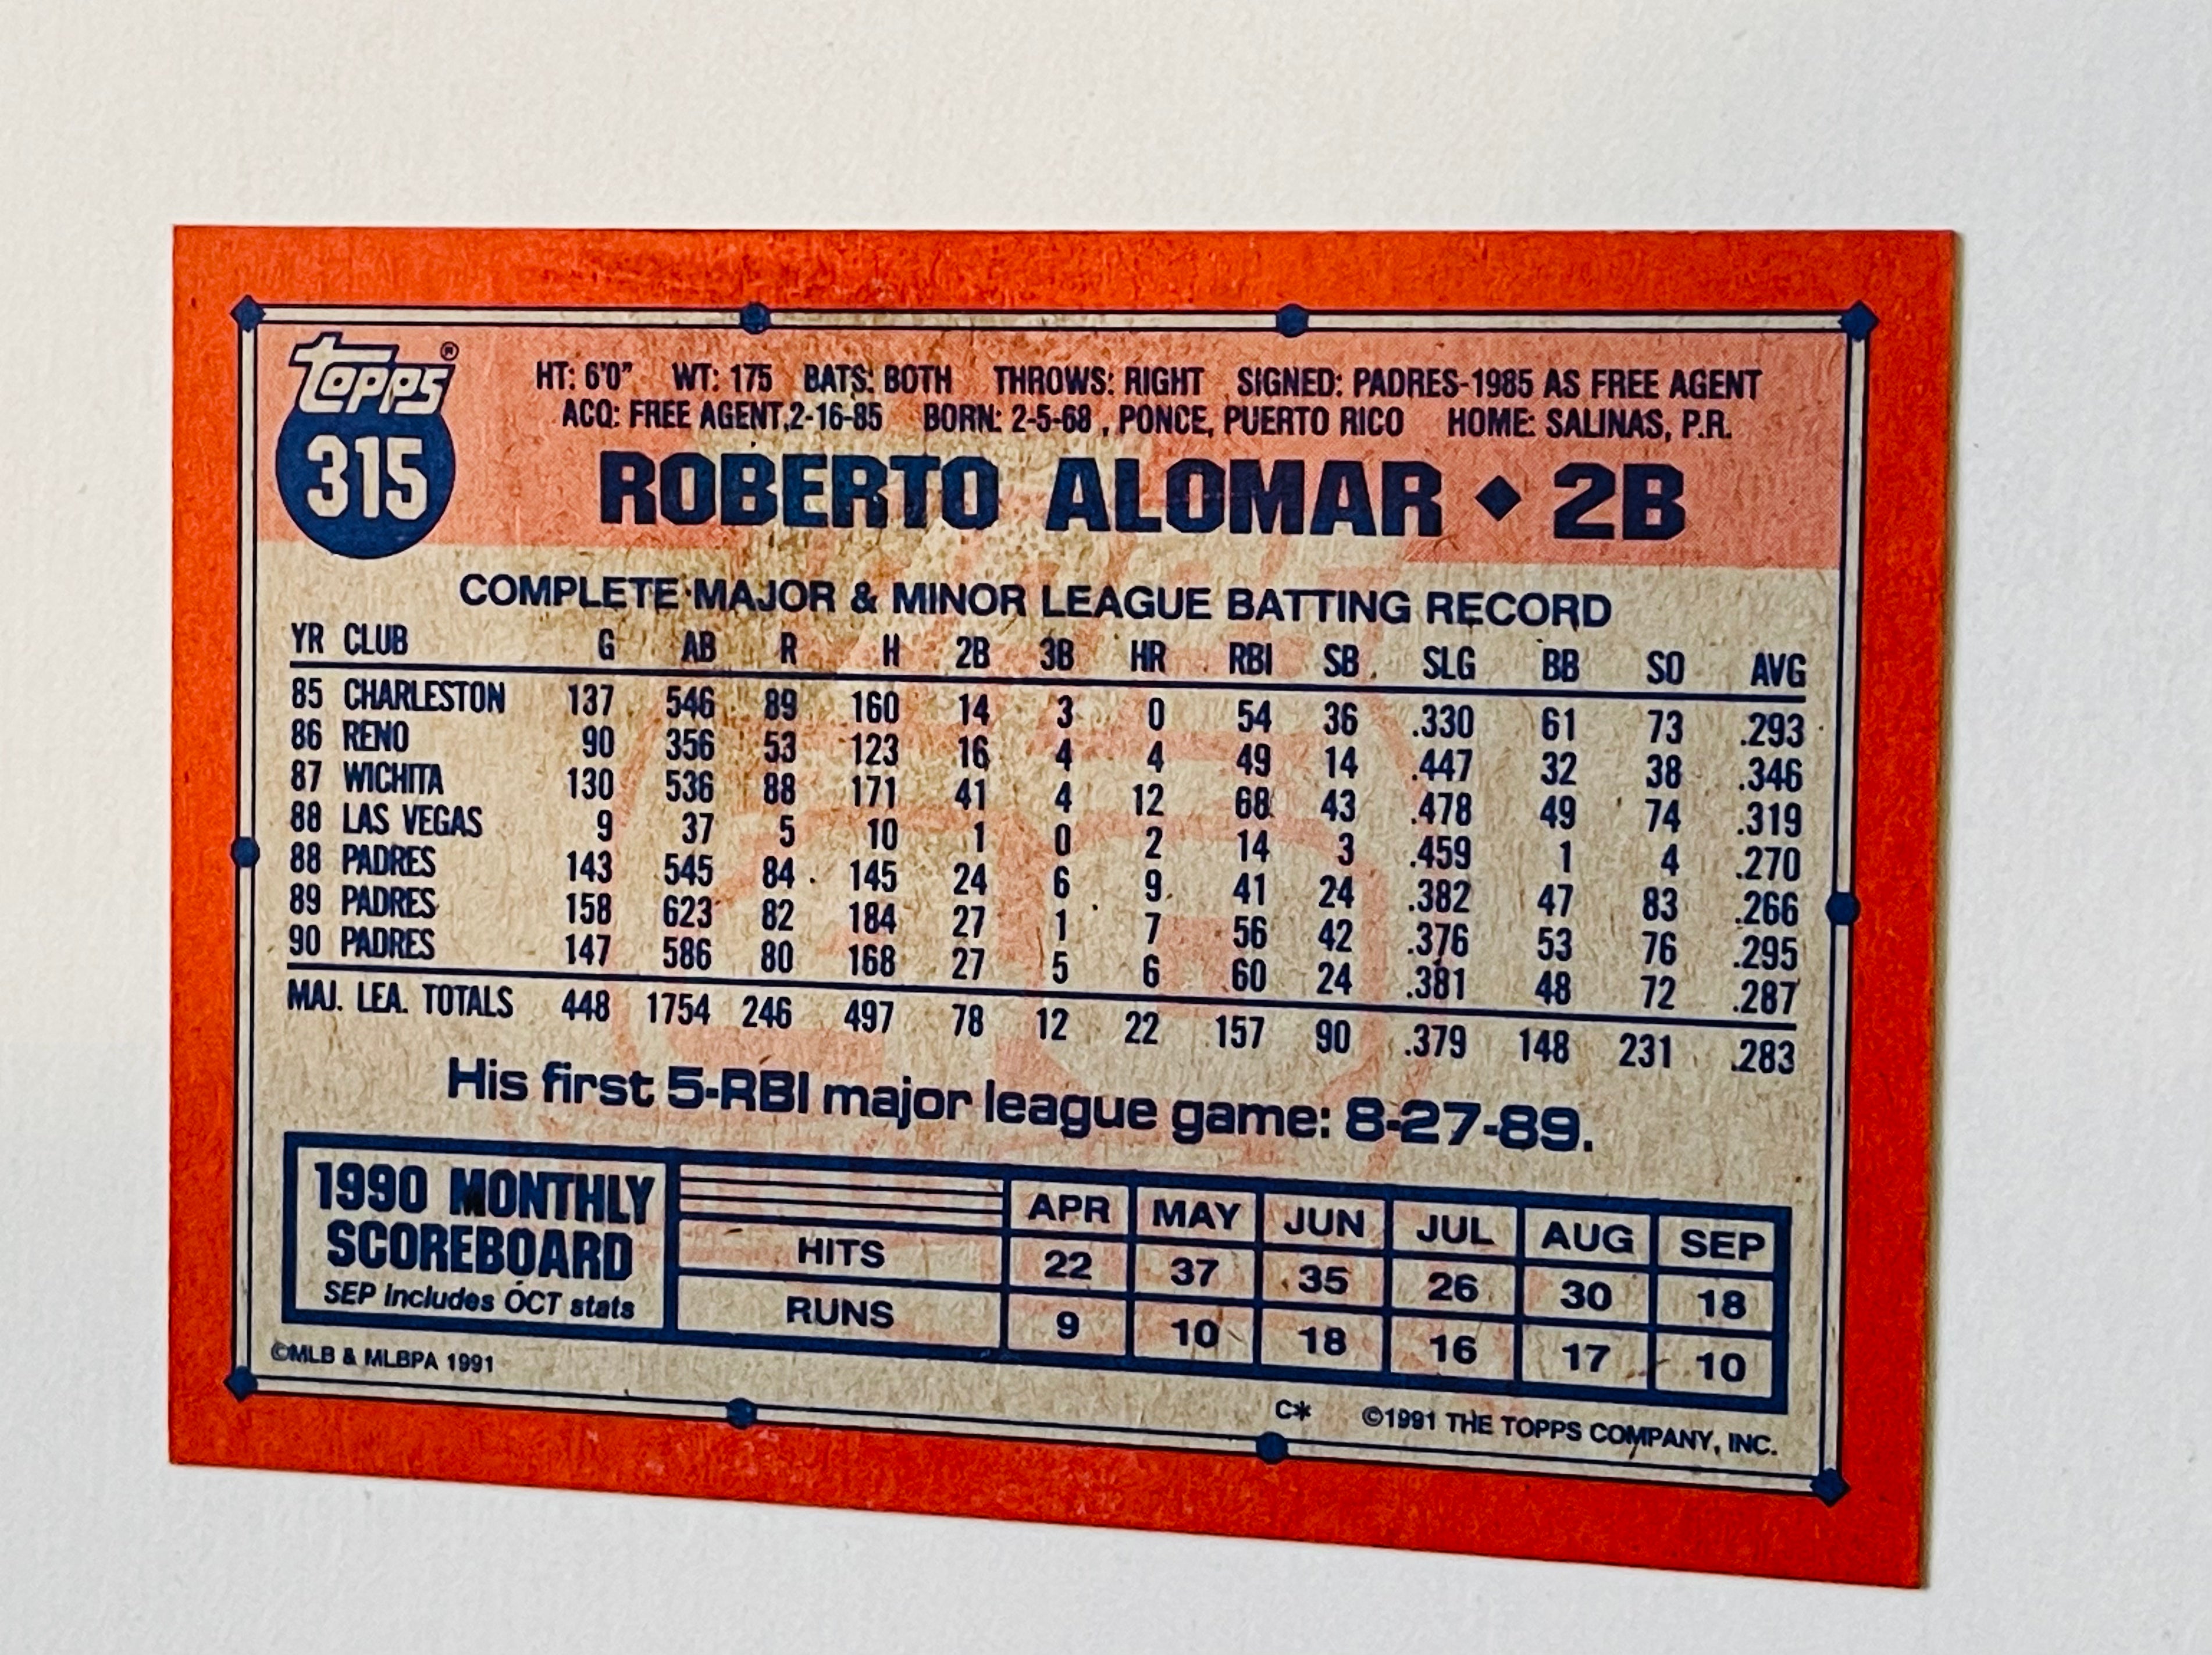 topps®
315
HT: 6'0" WT: 175 BATS: BOTH THROWS: RIGHT SIGNED: PADRES-1985 AS FREE AGENT
ACQ: FREE AGENT,2-16-85 BORN: 2-5-68 , PONCE, PUERTO RICO HOME: SALINAS, P.R.
ROBERTO ALOMAR ◆ 2B
COMPLETE MAJOR & MINOR LEAGUE BATTING RECORD
YR CLUB G AB R H 2B 3B HR RBI SB SLG BB SO AVG
85 CHARLESTON 137 546 89 160 14 3 0 54 36 .330 61 73 .293
86 RENO 90 356 53 123 16 4 4 49 14 .447 32 38 .346
87 WICHITA 130 536 88 171 41 4 12 68 43 .478 49 74 .319
88 LAS VEGAS 9 37 5 10 1 0 2 14 3 .459 1 4 .270
88 PADRES 143 545 84 145 24 6 9 41 24 .382 47 83 .266
89 PADRES 158 623 82 184 27 1 7 56 42 .376 53 76 .295
90 PADRES 147 586 80 168 27 5 6 60 24 .381 48 72 .287
MAJ. LEA. TOTALS 448 1754 246 497 78 12 22 157 90 .379 148 231 .283
His first 5-RBI major league game: 8-27-89.
1990 MONTHLY
SCOREBOARD
SEP includes OCT stats
APR MAY JUN JUL AUG SEP
HITS 22 37 35 26 30 18
RUNS 9 10 18 16 17 10
©MLB & MLBPA 1991
C* ©1991 THE TOPPS COMPANY, INC.